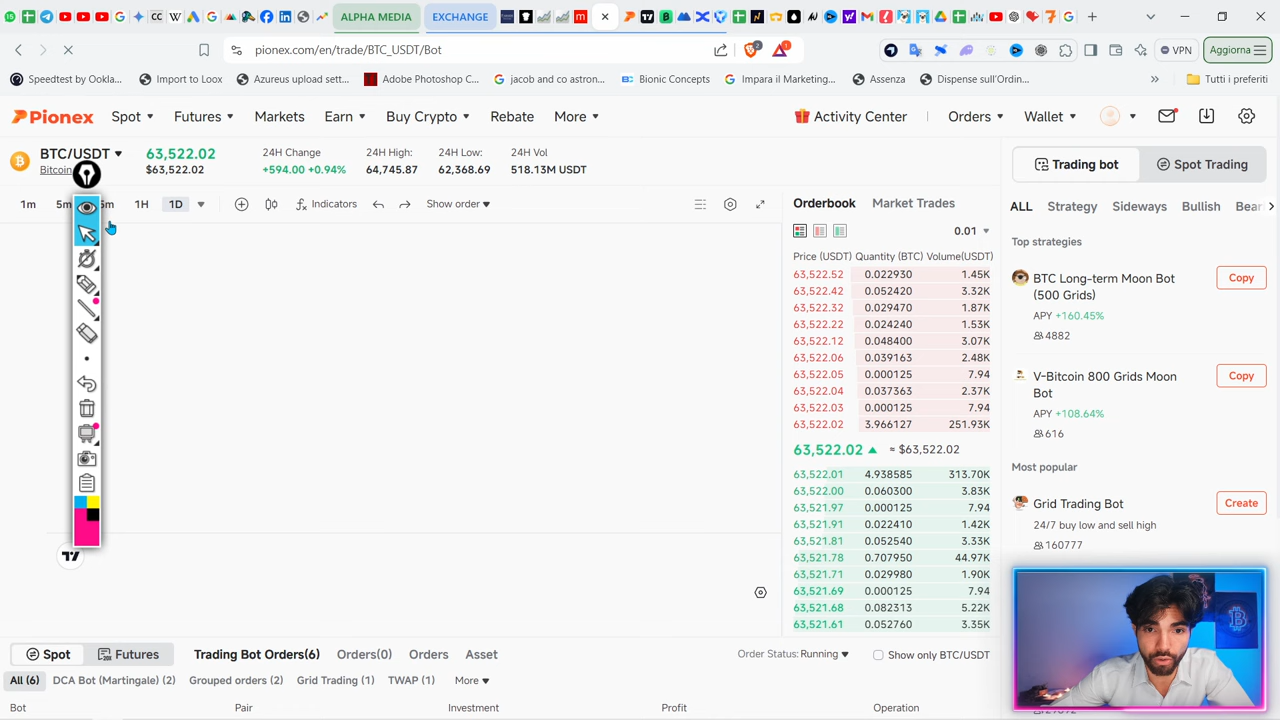 ALPHA MEDIA
EXCHANGE
pionex.com/en/trade/BTC_USDT/Bot
VPN
Aggiorna
Speedtest by Ookla...
Import to Loox
Azureus upload sett...
Adobe Photoshop C...
jacob and co astron...
Bionic Concepts
Impara il Marketing...
Assenza
Dispense sull'Ordin...
Tutti i preferiti
Pionex
Spot
Futures
Markets
Earn
Buy Crypto
Rebate
More
Activity Center
Orders
Wallet
BTC/USDT
Bitcoin
63,522.02
$63,522.02
24H Change
+594.00 +0.94%
24H High:
64,745.87
24H Low:
62,368.69
24H Vol
518.13M USDT
Trading bot
Spot Trading
1m
5m
1H
1D
Indicators
Show order
Orderbook
Market Trades
ALL
Strategy
Sideways
Bullish
Bear
0.01
Price (USDT) Quantity (BTC) Volume(USDT)
63,522.52 0.022930 1.45K
63,522.42 0.052420 3.32K
63,522.32 0.029470 1.87K
63,522.22 0.024240 1.53K
63,522.12 0.048400 3.07K
63,522.06 0.039163 2.48K
63,522.05 0.000125 7.94
63,522.04 0.037363 2.37K
63,522.03 0.000125 7.94
63,522.02 3.966127 251.93K
63,522.02 ≈ $63,522.02
63,522.01 4.938585 313.70K
63,522.00 0.060300 3.83K
63,521.97 0.000125 7.94
63,521.91 0.022410 1.42K
63,521.81 0.052540 3.33K
63,521.78 0.707950 44.97K
63,521.71 0.029980 1.90K
63,521.69 0.000125 7.94
63,521.68 0.082313 5.22K
63,521.61 0.052760 3.35K
Top strategies
BTC Long-term Moon Bot
(500 Grids)
APY +160.45%
4882
Copy
V-Bitcoin 800 Grids Moon
Bot
APY +108.64%
616
Copy
Most popular
Grid Trading Bot
24/7 buy low and sell high
160777
Create
Spot
Futures
Trading Bot Orders(6)
Orders(0)
Orders
Asset
Order Status: Running
Show only BTC/USDT
All (6)
DCA Bot (Martingale) (2)
Grouped orders (2)
Grid Trading (1)
TWAP (1)
More
Bot
Pair
Investment
Profit
Operation